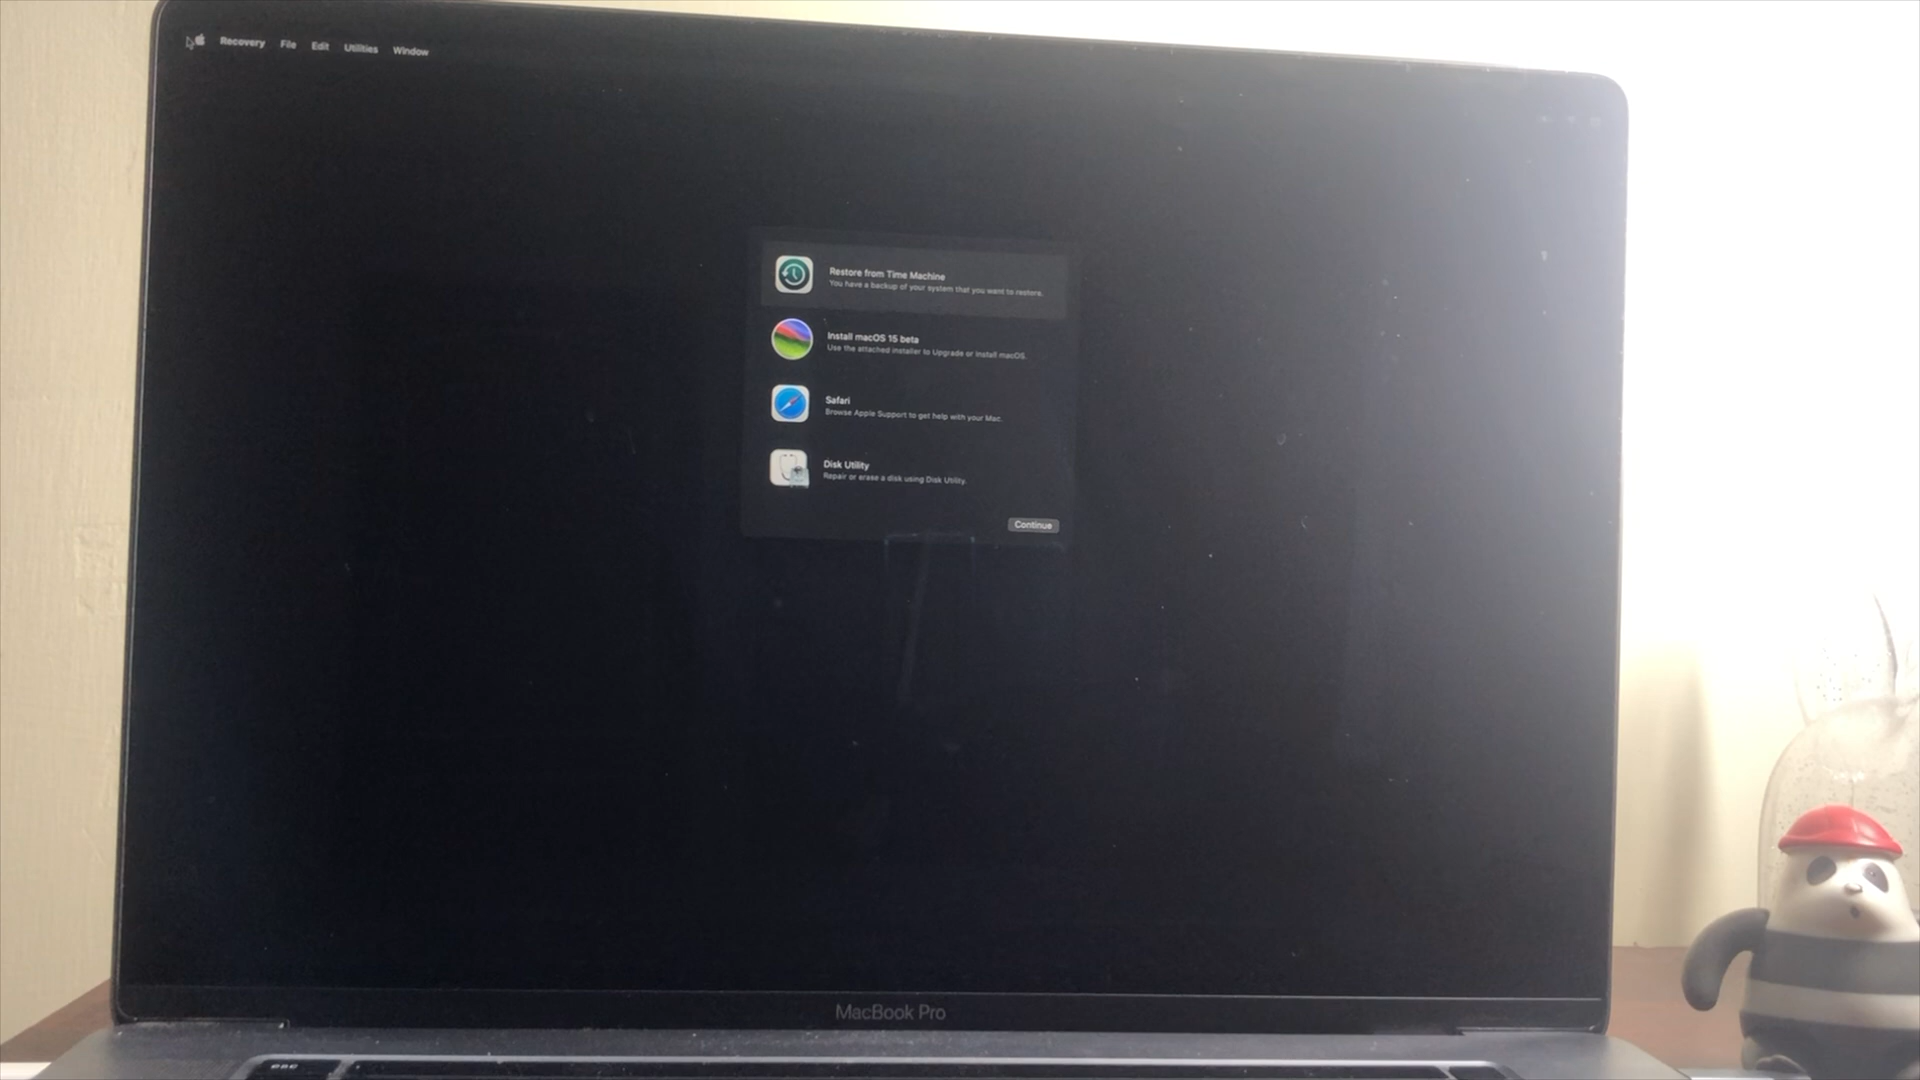 Recovery File Edit Utilities Window
Restore from Time Machine
You have a backup of your system that you want to restore.
Install macOS 15 beta
Use the attached installer to Upgrade or install macOS.
Safari
Browse Apple Support to get help with your Mac.
Disk Utility
Repair or erase a disk using Disk Utility.
Continue
MacBook Pro
esc